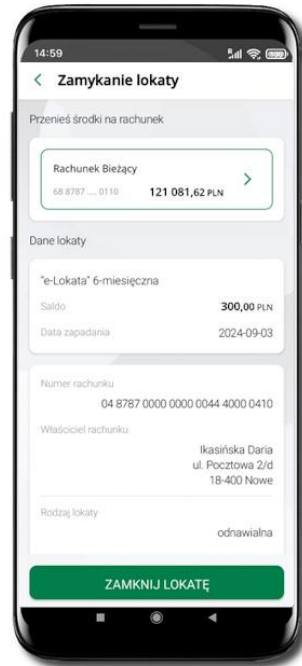 14:59
Zamykanie lokaty
Przenieś środki na rachunek
Rachunek Bieżący
68 8787 .... 0110 121 081,62 PLN
Dane lokaty
"e-Lokata" 6-miesięczna
Saldo 300,00 PLN
Data zapadania 2024-09-03
Numer rachunku
04 8787 0000 0000 0044 4000 0410
Właściciel rachunku
Ikasińska Daria
ul. Pocztowa 2/d
18-400 Nowe
Rodzaj lokaty
odnawialna
ZAMKNIJ LOKATĘ